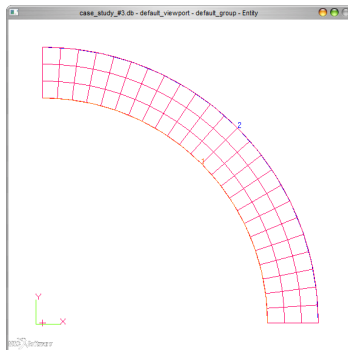 case_study_#3.db - default_viewport - default_group - Entity
2
1
Y
X